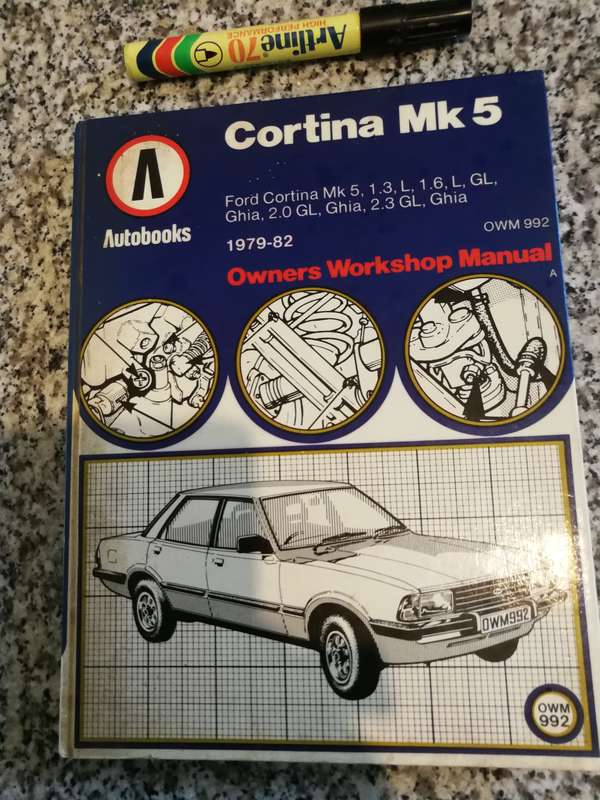 Artline 70
HIGH PERFORMANCE
Cortina Mk 5
Autobooks
Ford Cortina Mk 5, 1.3, L, 1.6, L, GL,
Ghia, 2.0 GL, Ghia, 2.3 GL, Ghia
OWM 992
1979-82
Owners Workshop Manual
A
OWM992
OWM
992